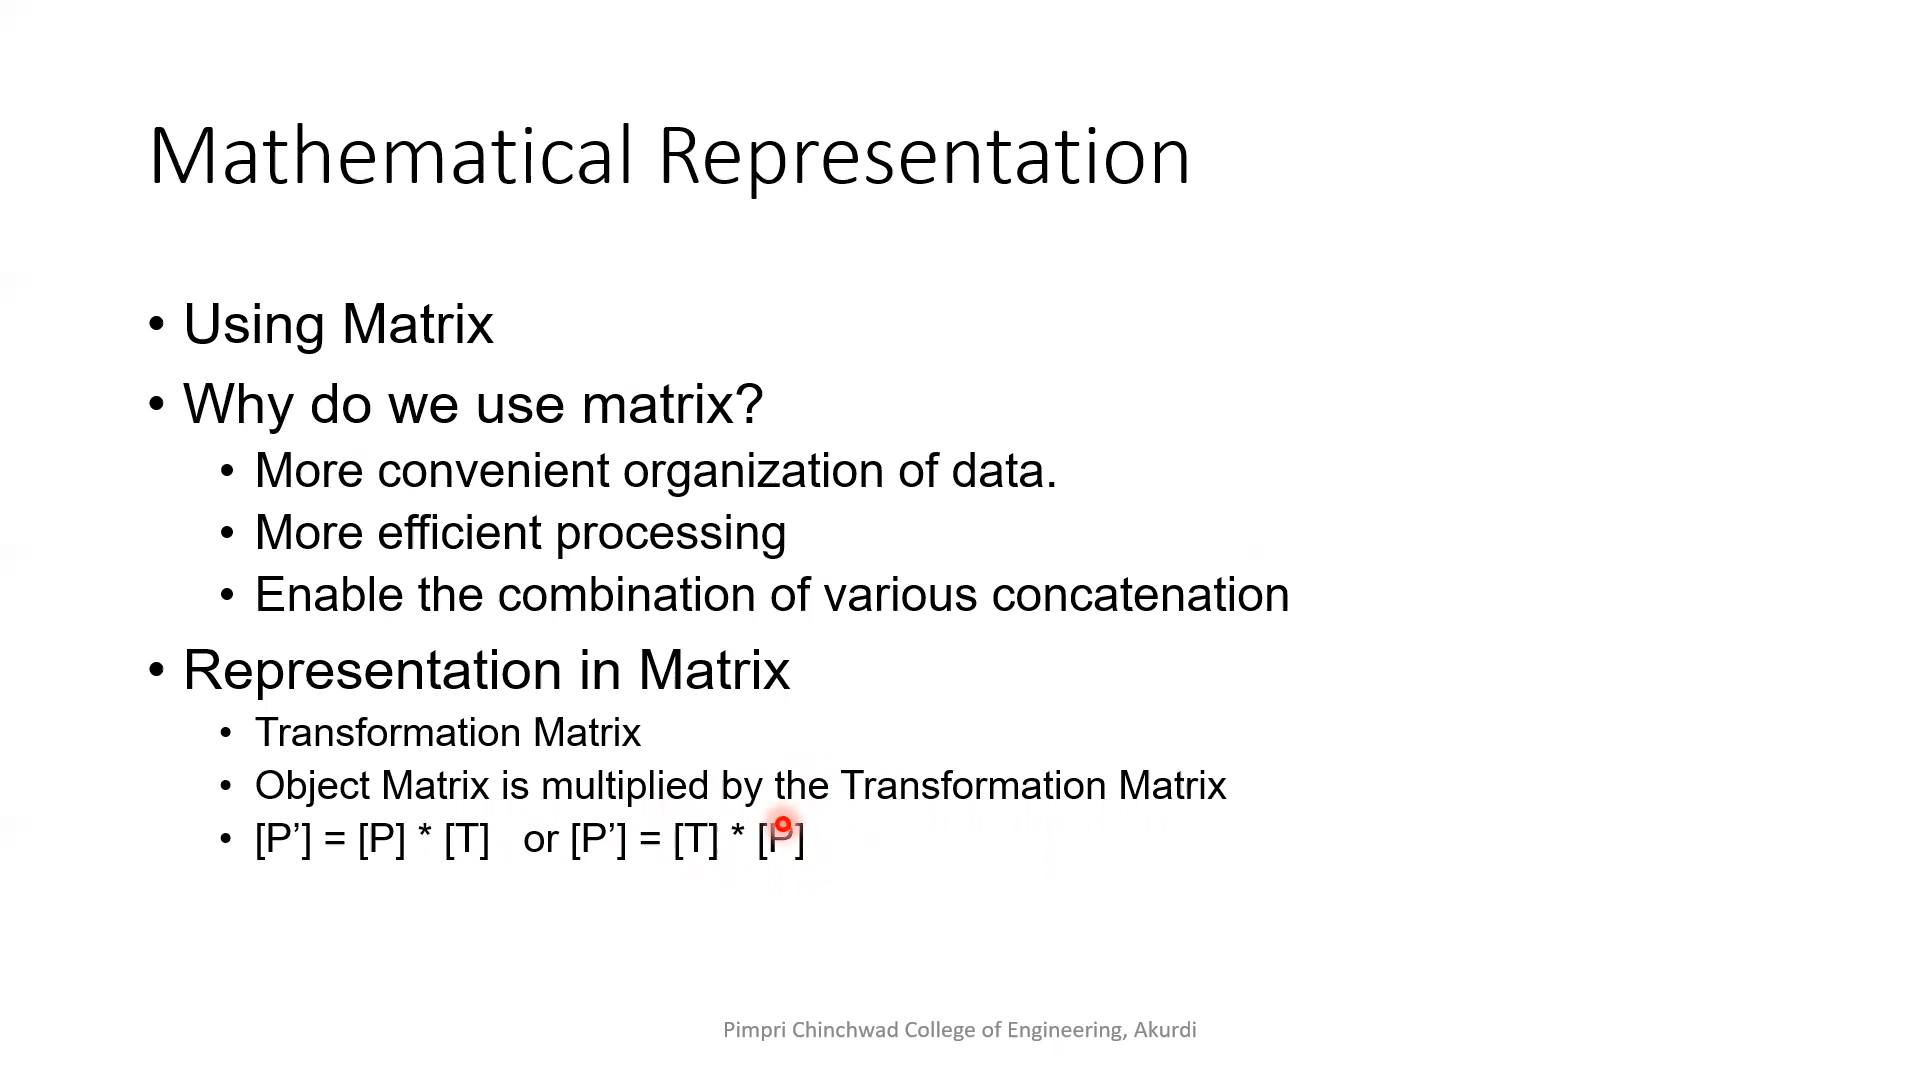 Mathematical Representation
• Using Matrix
• Why do we use matrix?
• More convenient organization of data.
• More efficient processing
• Enable the combination of various concatenation
• Representation in Matrix
• Transformation Matrix
• Object Matrix is multiplied by the Transformation Matrix
• [P’] = [P] * [T] or [P’] = [T] * [P]
Pimpri Chinchwad College of Engineering, Akurdi